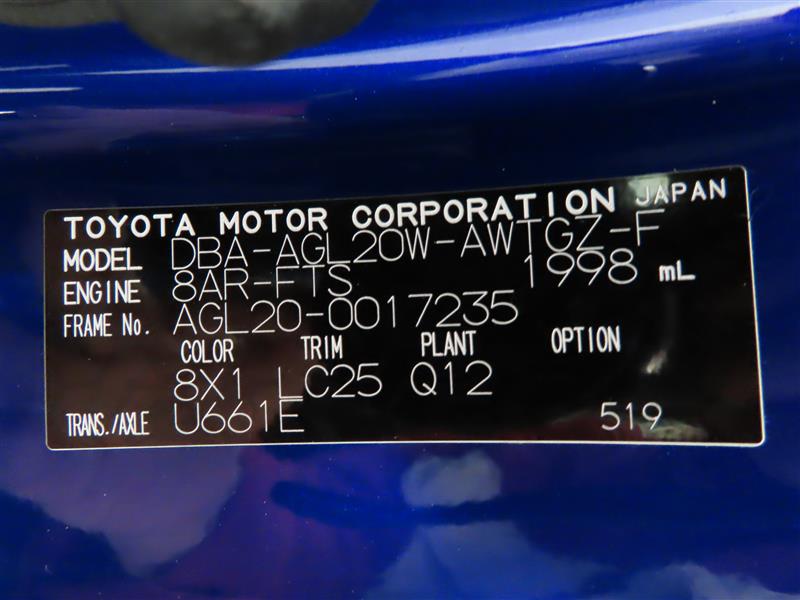 TOYOTA MOTOR CORPORATION JAPAN
MODEL DBA-AGL20W-AWTGZ-F
ENGINE 8AR-FTS 1998 mL
FRAME No. AGL20-0017235
COLOR TRIM PLANT OPTION
8X1 LC25 Q12
TRANS./AXLE U661E 519